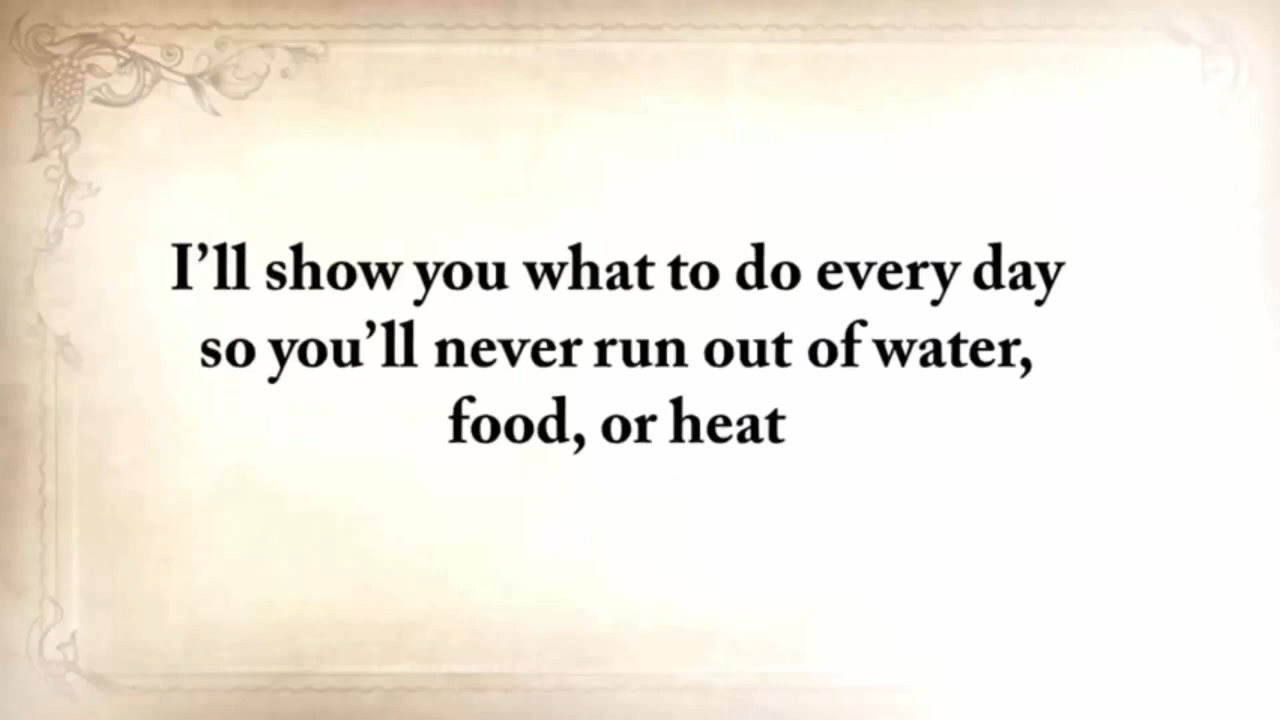 I’ll show you what to do every day
so you’ll never run out of water,
food, or heat